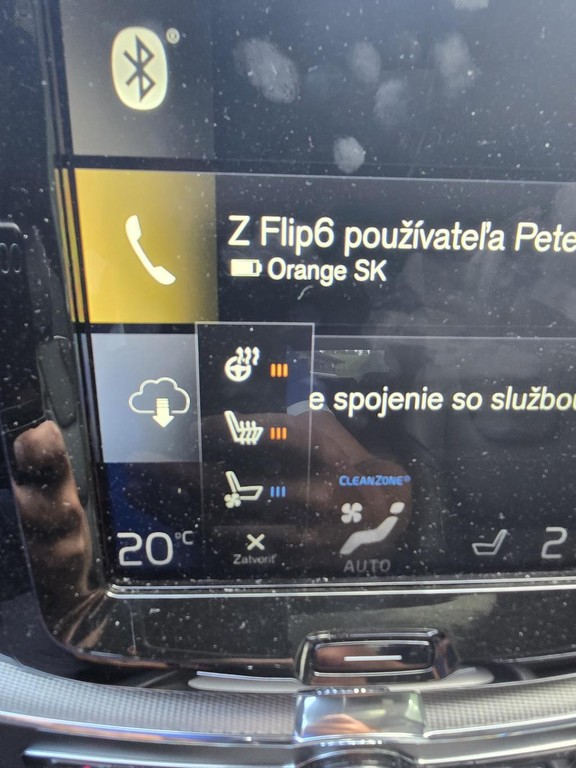 ®
Z Flip6 používateľa Pete
Orange SK
e spojenie so službou
CLEANZONE®
20°C
Zatvoriť
AUTO
2